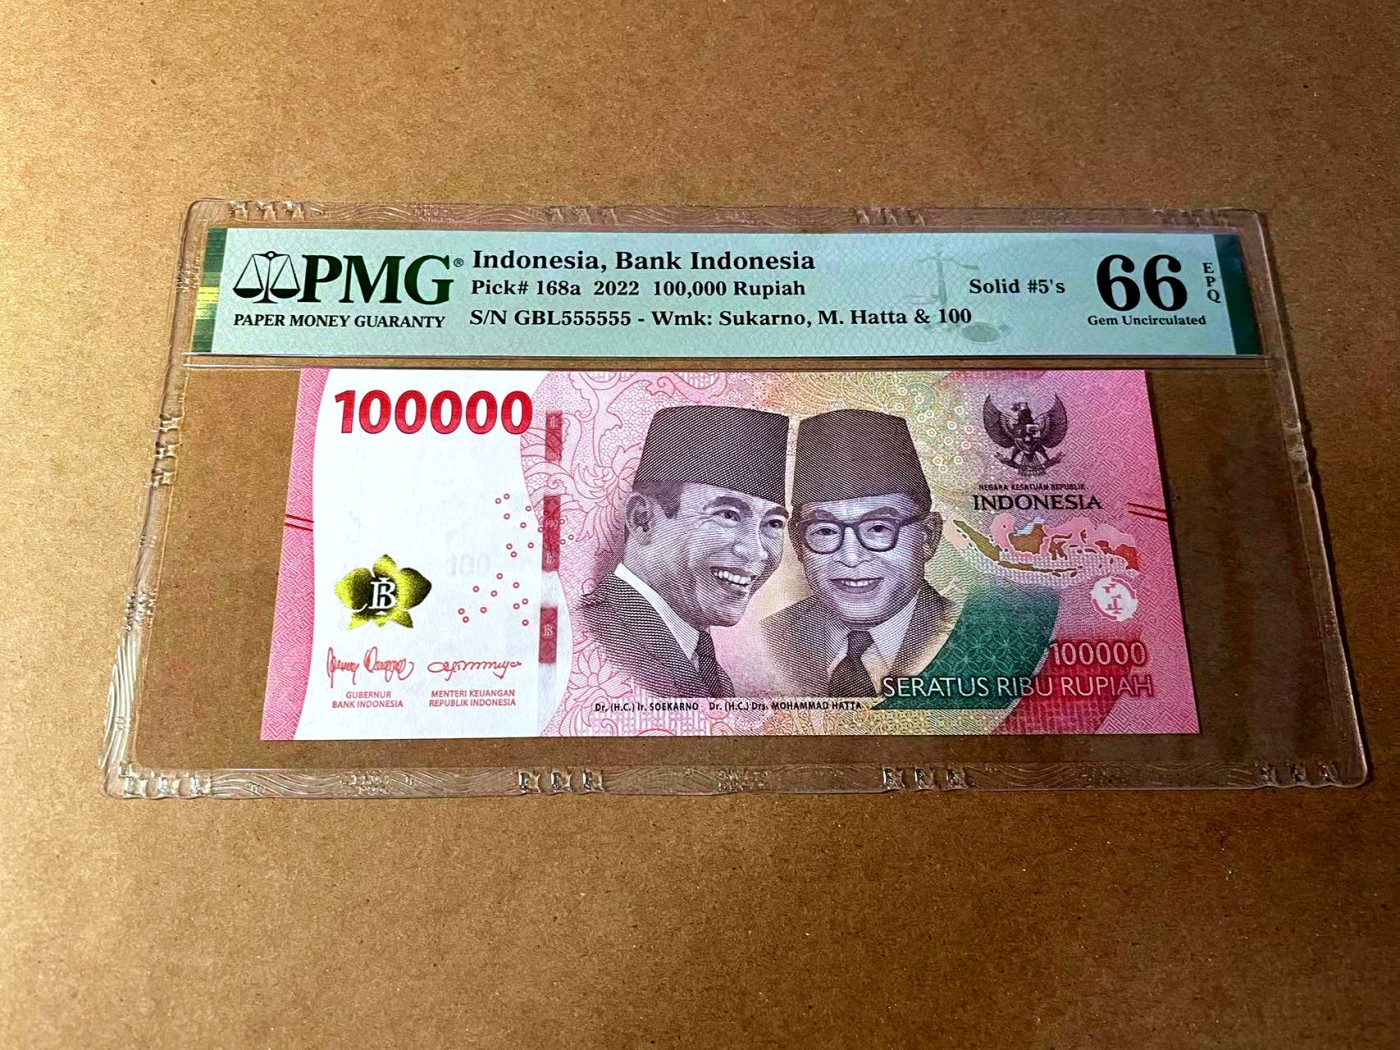 PMG®
PAPER MONEY GUARANTY
Indonesia, Bank Indonesia
Pick# 168a 2022 100,000 Rupiah
S/N GBL555555 - Wmk: Sukarno, M. Hatta & 100
Solid #5's
66
EPQ
Gem Uncirculated
100000
NEGARA KESATUAN REPUBLIK
INDONESIA
100
B
GUBERNUR
BANK INDONESIA
MENTERI KEUANGAN
REPUBLIK INDONESIA
Dr. (H.C.) Ir. SOEKARNO
Dr. (H.C.) Drs. MOHAMMAD HATTA
100000
SERATUS RIBU RUPIAH